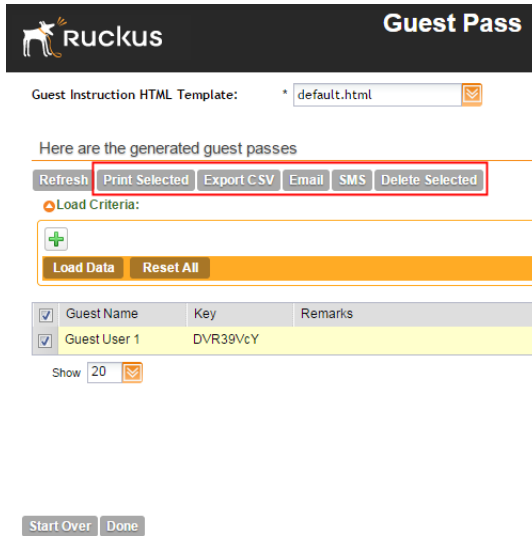 Ruckus
Guest Pass
Guest Instruction HTML Template: * default.html
Here are the generated guest passes
Refresh Print Selected Export CSV Email SMS Delete Selected
Load Criteria:
Load Data Reset All
Guest Name Key Remarks
Guest User 1 DVR39VcY
Show 20
Start Over Done